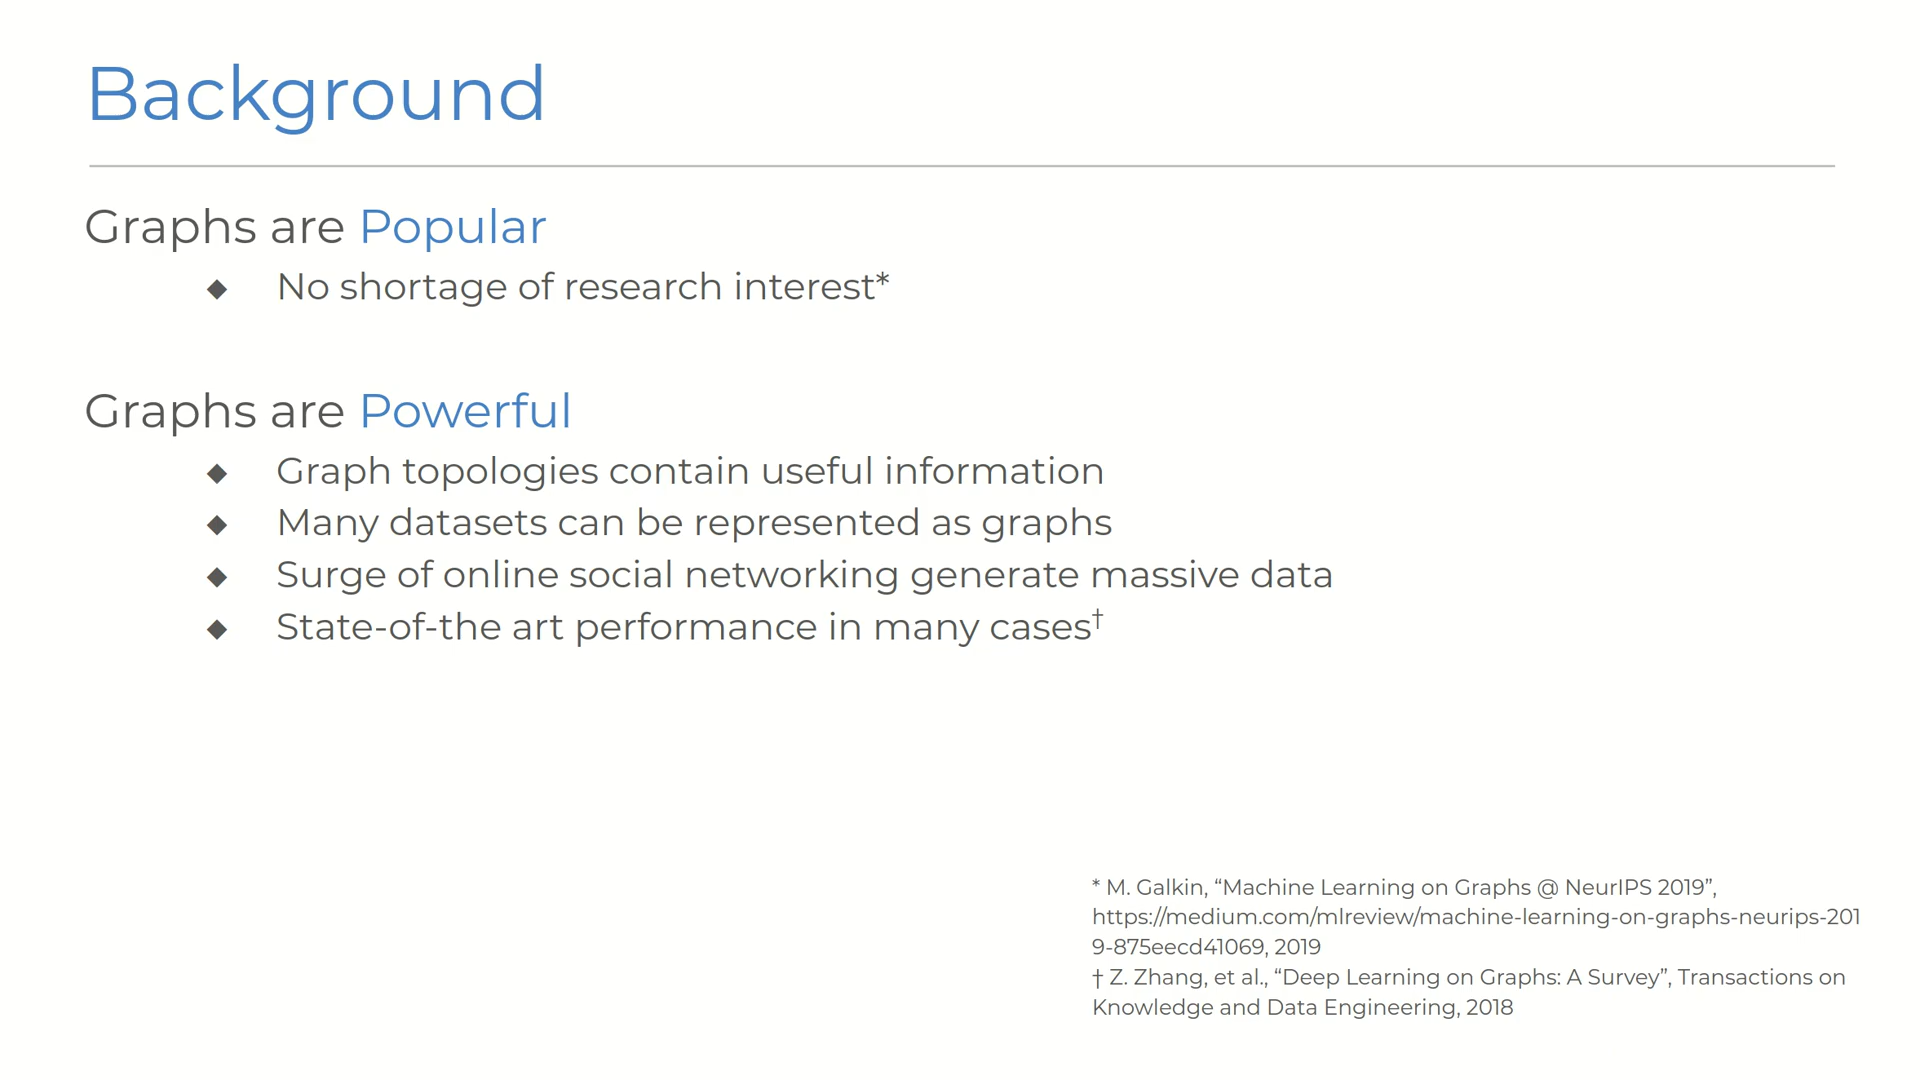 Background
Graphs are Popular
◆ No shortage of research interest*
Graphs are Powerful
◆ Graph topologies contain useful information
◆ Many datasets can be represented as graphs
◆ Surge of online social networking generate massive data
◆ State-of-the art performance in many cases†
* M. Galkin, “Machine Learning on Graphs @ NeurIPS 2019”,
https://medium.com/mlreview/machine-learning-on-graphs-neurips-201
9-875eecd41069, 2019
† Z. Zhang, et al., “Deep Learning on Graphs: A Survey”, Transactions on
Knowledge and Data Engineering, 2018